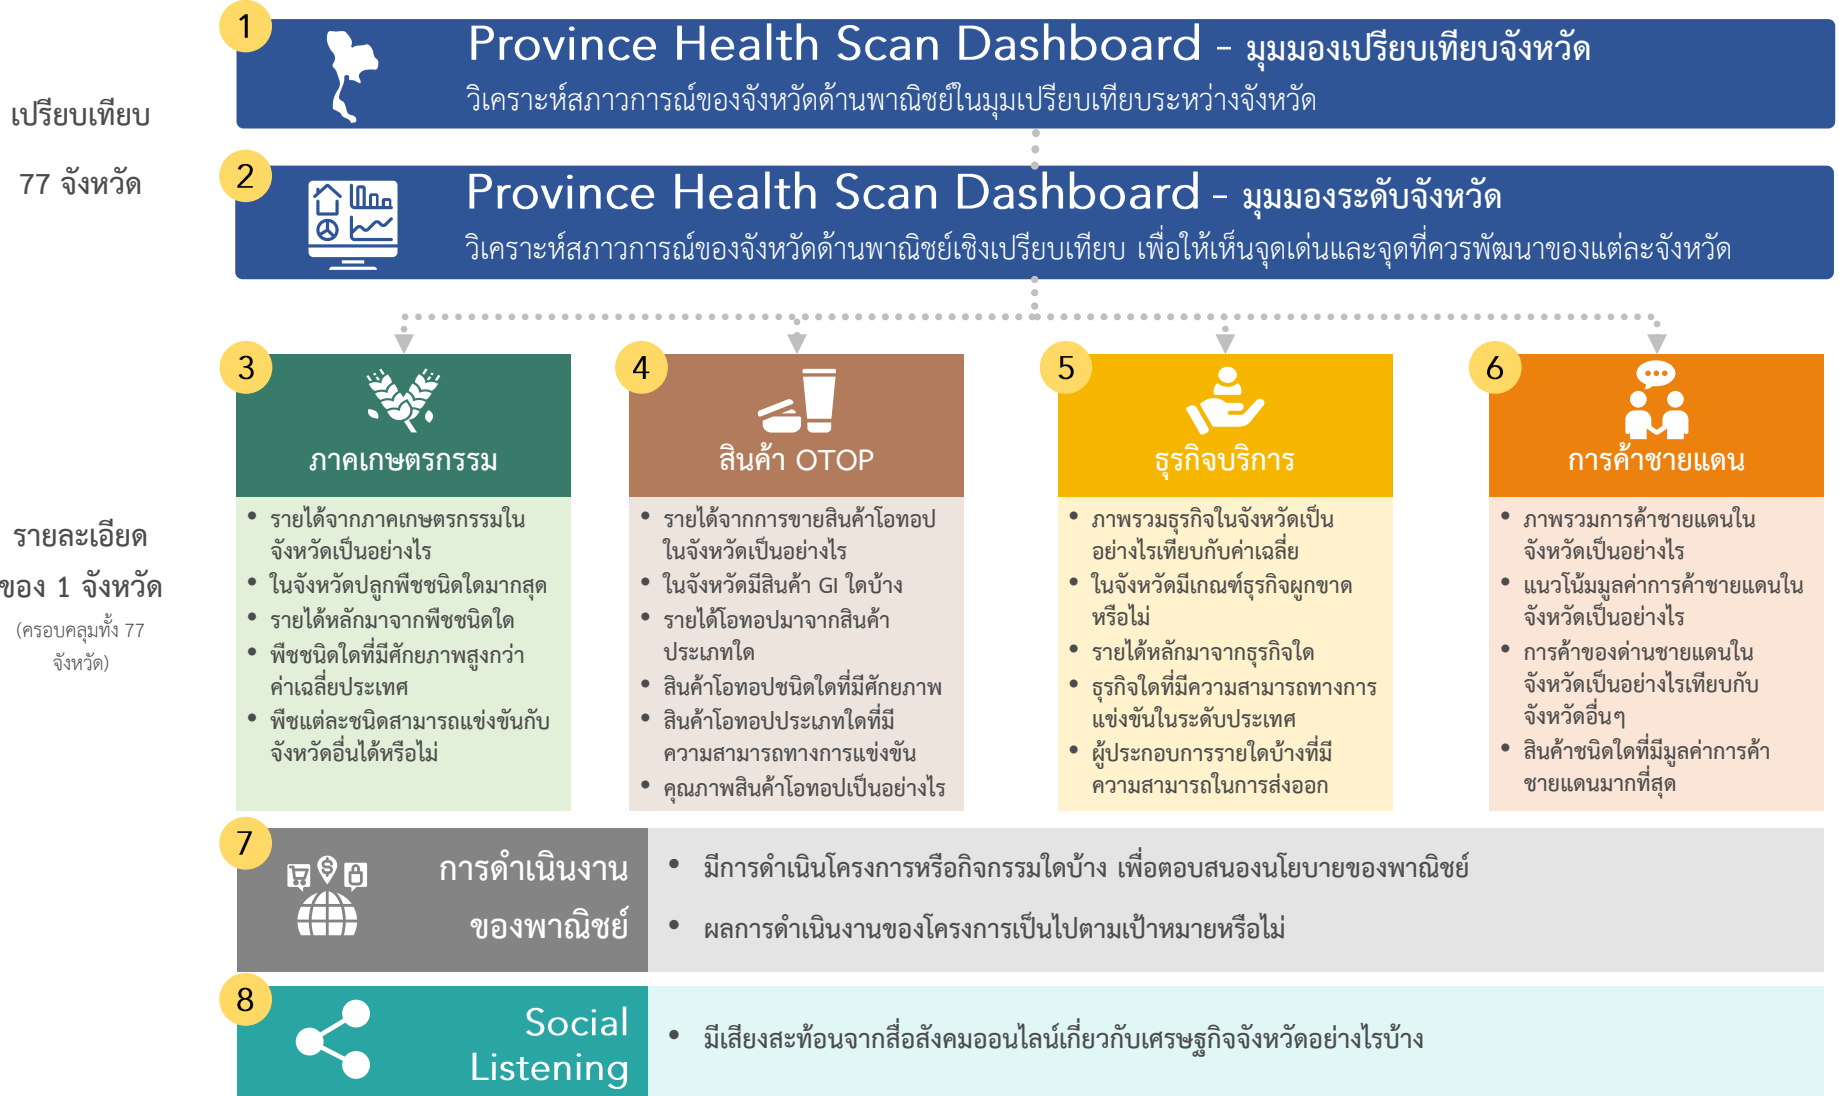 เปรียบเทียบ
77 จังหวัด
1
Province Health Scan Dashboard – มุมมองเปรียบเทียบจังหวัด
วิเคราะห์สภาวการณ์ของจังหวัดด้านพาณิชย์ในมุมเปรียบเทียบระหว่างจังหวัด
2
Province Health Scan Dashboard – มุมมองระดับจังหวัด
วิเคราะห์สภาวการณ์ของจังหวัดด้านพาณิชย์เชิงเปรียบเทียบ เพื่อให้เห็นจุดเด่นและจุดที่ควรพัฒนาของแต่ละจังหวัด
รายละเอียด
ของ 1 จังหวัด
(ครอบคลุมทั้ง 77
จังหวัด)
3
ภาคเกษตรกรรม
• รายได้จากภาคเกษตรกรรมใน
จังหวัดเป็นอย่างไร
• ในจังหวัดปลูกพืชชนิดใดมากสุด
• รายได้หลักมาจากพืชชนิดใด
• พืชชนิดใดที่มีศักยภาพสูงกว่า
ค่าเฉลี่ยประเทศ
• พืชแต่ละชนิดสามารถแข่งขันกับ
จังหวัดอื่นได้หรือไม่
4
สินค้า OTOP
• รายได้จากการขายสินค้าโอทอป
ในจังหวัดเป็นอย่างไร
• ในจังหวัดมีสินค้า GI ใดบ้าง
• รายได้โอทอปมาจากสินค้า
ประเภทใด
• สินค้าโอทอปชนิดใดที่มีศักยภาพ
• สินค้าโอทอปประเภทใดที่มี
ความสามารถทางการแข่งขัน
• คุณภาพสินค้าโอทอปเป็นอย่างไร
5
ธุรกิจบริการ
• ภาพรวมธุรกิจในจังหวัดเป็น
อย่างไรเทียบกับค่าเฉลี่ย
• ในจังหวัดมีเกณฑ์ธุรกิจผูกขาด
หรือไม่
• รายได้หลักมาจากธุรกิจใด
• ธุรกิจใดที่มีความสามารถทางการ
แข่งขันในระดับประเทศ
• ผู้ประกอบการรายใดบ้างที่มี
ความสามารถในการส่งออก
6
การค้าชายแดน
• ภาพรวมการค้าชายแดนใน
จังหวัดเป็นอย่างไร
• แนวโน้มมูลค่าการค้าชายแดนใน
จังหวัดเป็นอย่างไร
• การค้าของด่านชายแดนใน
จังหวัดเป็นอย่างไรเทียบกับ
จังหวัดอื่นๆ
• สินค้าชนิดใดที่มีมูลค่าการค้า
ชายแดนมากที่สุด
7
การดำเนินงาน
ของพาณิชย์
• มีการดำเนินโครงการหรือกิจกรรมใดบ้าง เพื่อตอบสนองนโยบายของพาณิชย์
• ผลการดำเนินงานของโครงการเป็นไปตามเป้าหมายหรือไม่
8
Social
Listening
• มีเสียงสะท้อนจากสื่อสังคมออนไลน์เกี่ยวกับเศรษฐกิจจังหวัดอย่างไรบ้าง